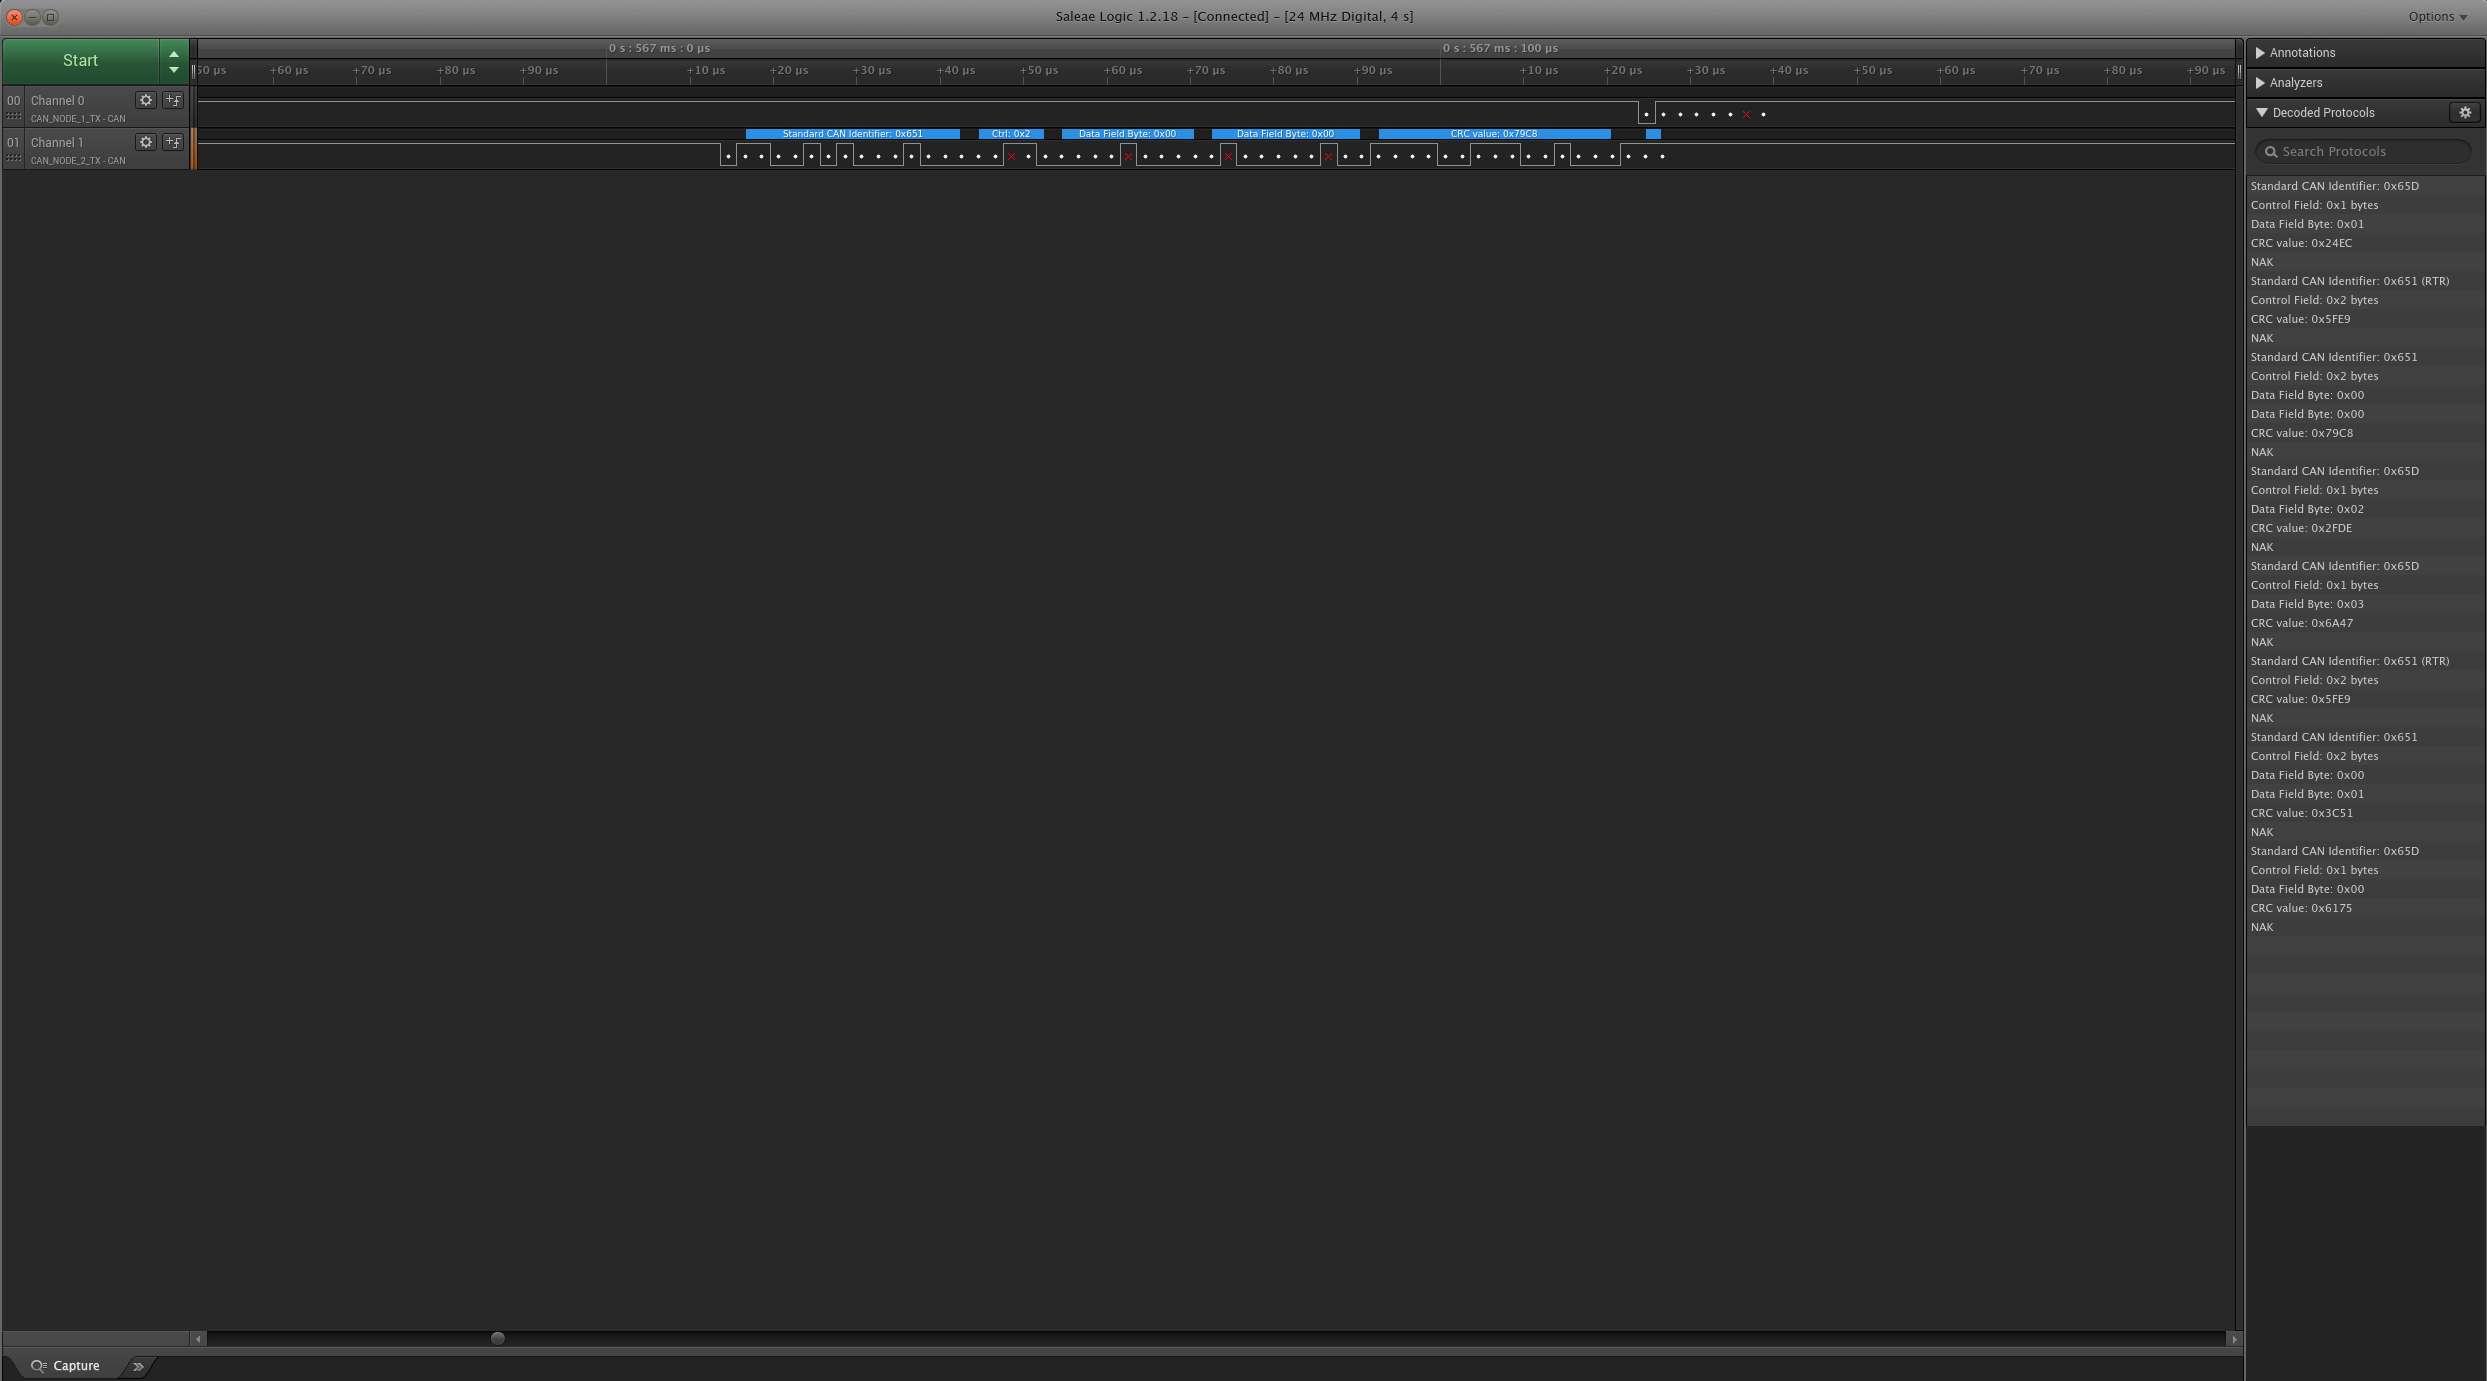 Saleae Logic 1.2.18 - [Connected] - [24 MHz Digital, 4 s]
Options
Start
0 s : 567 ms : 0 µs
0 s : 567 ms : 100 µs
50 µs +60 µs +70 µs +80 µs +90 µs +10 µs +20 µs +30 µs +40 µs +50 µs +60 µs +70 µs +80 µs +90 µs +10 µs +20 µs +30 µs +40 µs +50 µs +60 µs +70 µs +80 µs +90 µs
00 Channel 0
CAN_NODE_1_TX - CAN
01 Channel 1
CAN_NODE_2_TX - CAN
Standard CAN Identifier: 0x651
Ctrl: 0x2
Data Field Byte: 0x00
Data Field Byte: 0x00
CRC value: 0x79C8
Annotations
Analyzers
Decoded Protocols
Search Protocols
Standard CAN Identifier: 0x65D
Control Field: 0x1 bytes
Data Field Byte: 0x01
CRC value: 0x24EC
NAK
Standard CAN Identifier: 0x651 (RTR)
Control Field: 0x2 bytes
CRC value: 0x5FE9
NAK
Standard CAN Identifier: 0x651
Control Field: 0x2 bytes
Data Field Byte: 0x00
Data Field Byte: 0x00
CRC value: 0x79C8
NAK
Standard CAN Identifier: 0x65D
Control Field: 0x1 bytes
Data Field Byte: 0x02
CRC value: 0x2FDE
NAK
Standard CAN Identifier: 0x65D
Control Field: 0x1 bytes
Data Field Byte: 0x03
CRC value: 0x6A47
NAK
Standard CAN Identifier: 0x651 (RTR)
Control Field: 0x2 bytes
CRC value: 0x5FE9
NAK
Standard CAN Identifier: 0x651
Control Field: 0x2 bytes
Data Field Byte: 0x00
Data Field Byte: 0x01
CRC value: 0x3C51
NAK
Standard CAN Identifier: 0x65D
Control Field: 0x1 bytes
Data Field Byte: 0x00
CRC value: 0x6175
NAK
Capture